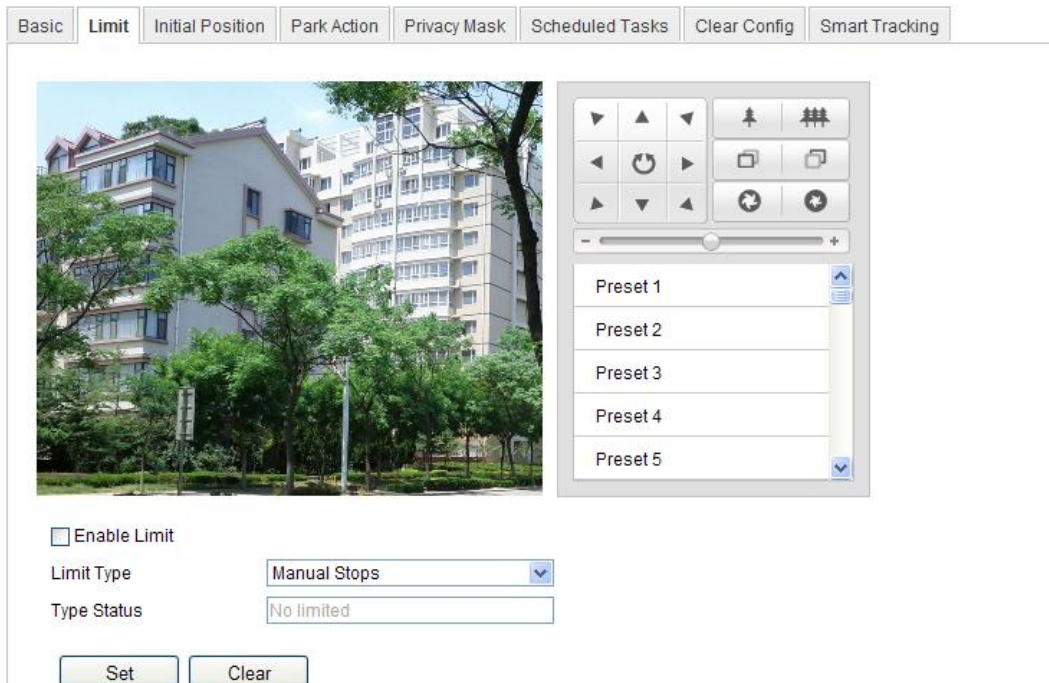 Basic Limit Initial Position Park Action Privacy Mask Scheduled Tasks Clear Config Smart Tracking
- +
Preset 1
Preset 2
Preset 3
Preset 4
Preset 5
Enable Limit
Limit Type Manual Stops
Type Status No limited
Set Clear